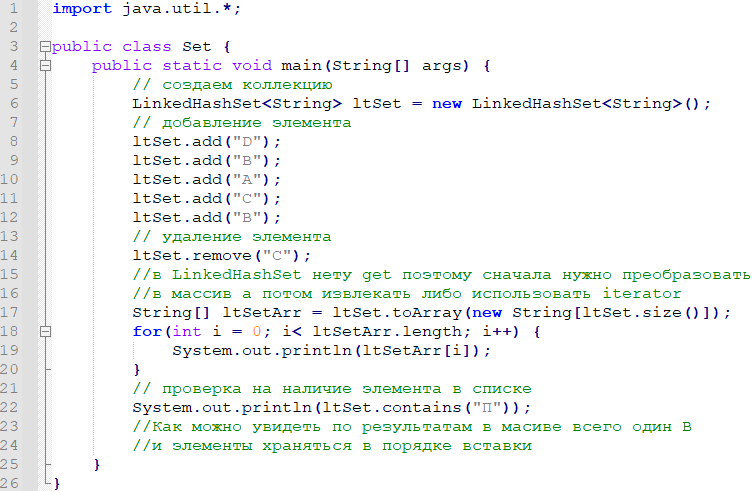 1 import java.util.*;
2
3 public class Set {
4 public static void main(String[] args) {
5 // создаем коллекцию
6 LinkedHashSet<String> ltSet = new LinkedHashSet<String>();
7 // добавление элемента
8 ltSet.add("D");
9 ltSet.add("B");
10 ltSet.add("A");
11 ltSet.add("C");
12 ltSet.add("B");
13 // удаление элемента
14 ltSet.remove("C");
15 //в LinkedHashSet нету get поэтому сначала нужно преобразовать
16 //в массив а потом извлекать либо использовать iterator
17 String[] ltSetArr = ltSet.toArray(new String[ltSet.size()]);
18 for(int i = 0; i< ltSetArr.length; i++) {
19 System.out.println(ltSetArr[i]);
20 }
21 // проверка на наличие элемента в списке
22 System.out.println(ltSet.contains("П"));
23 //Как можно увидеть по результатам в масиве всего один B
24 //и элементы храняться в порядке вставки
25 }
26 }